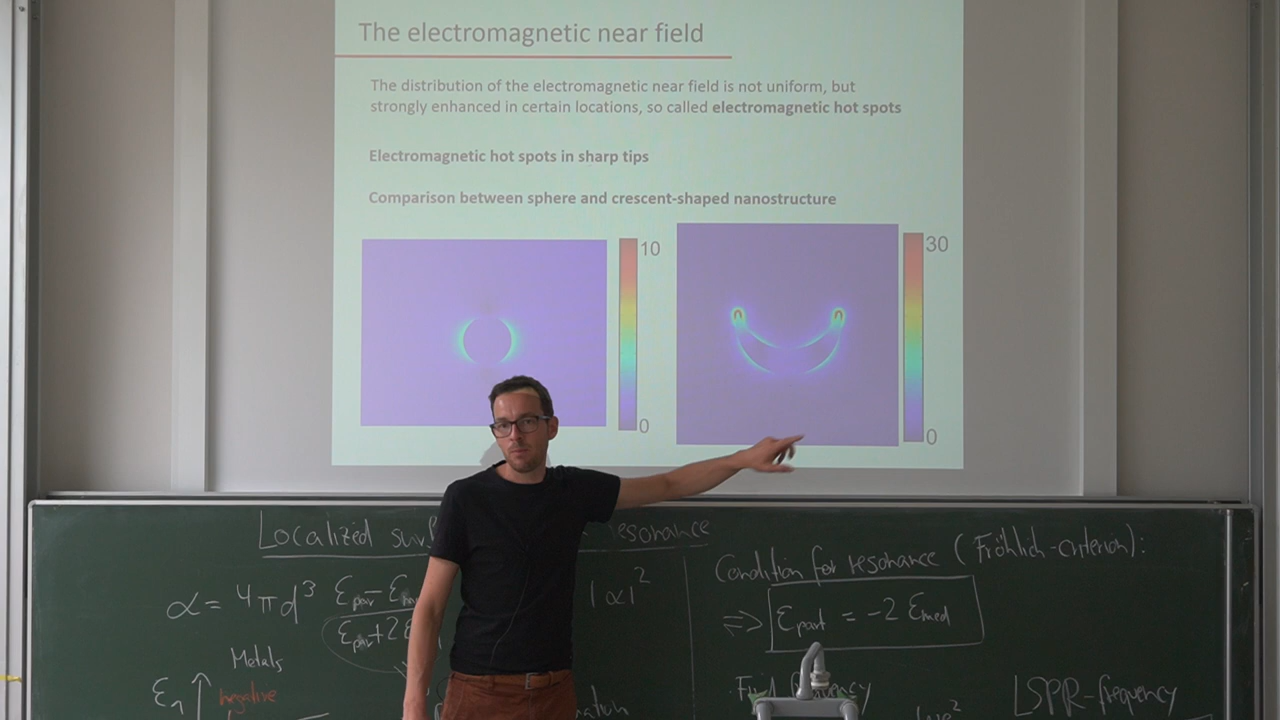 The electromagnetic near field
The distribution of the electromagnetic near field is not uniform, but
strongly enhanced in certain locations, so called electromagnetic hot spots
Electromagnetic hot spots in sharp tips
Comparison between sphere and crescent-shaped nanostructure
10
0
30
0
Localized resonance
α = 4πd³
|α|²
Metals
ε₁
negative
Condition for resonance (Fröhlich-criterion):
=> ε_part = -2 ε_med
LSPR-frequency